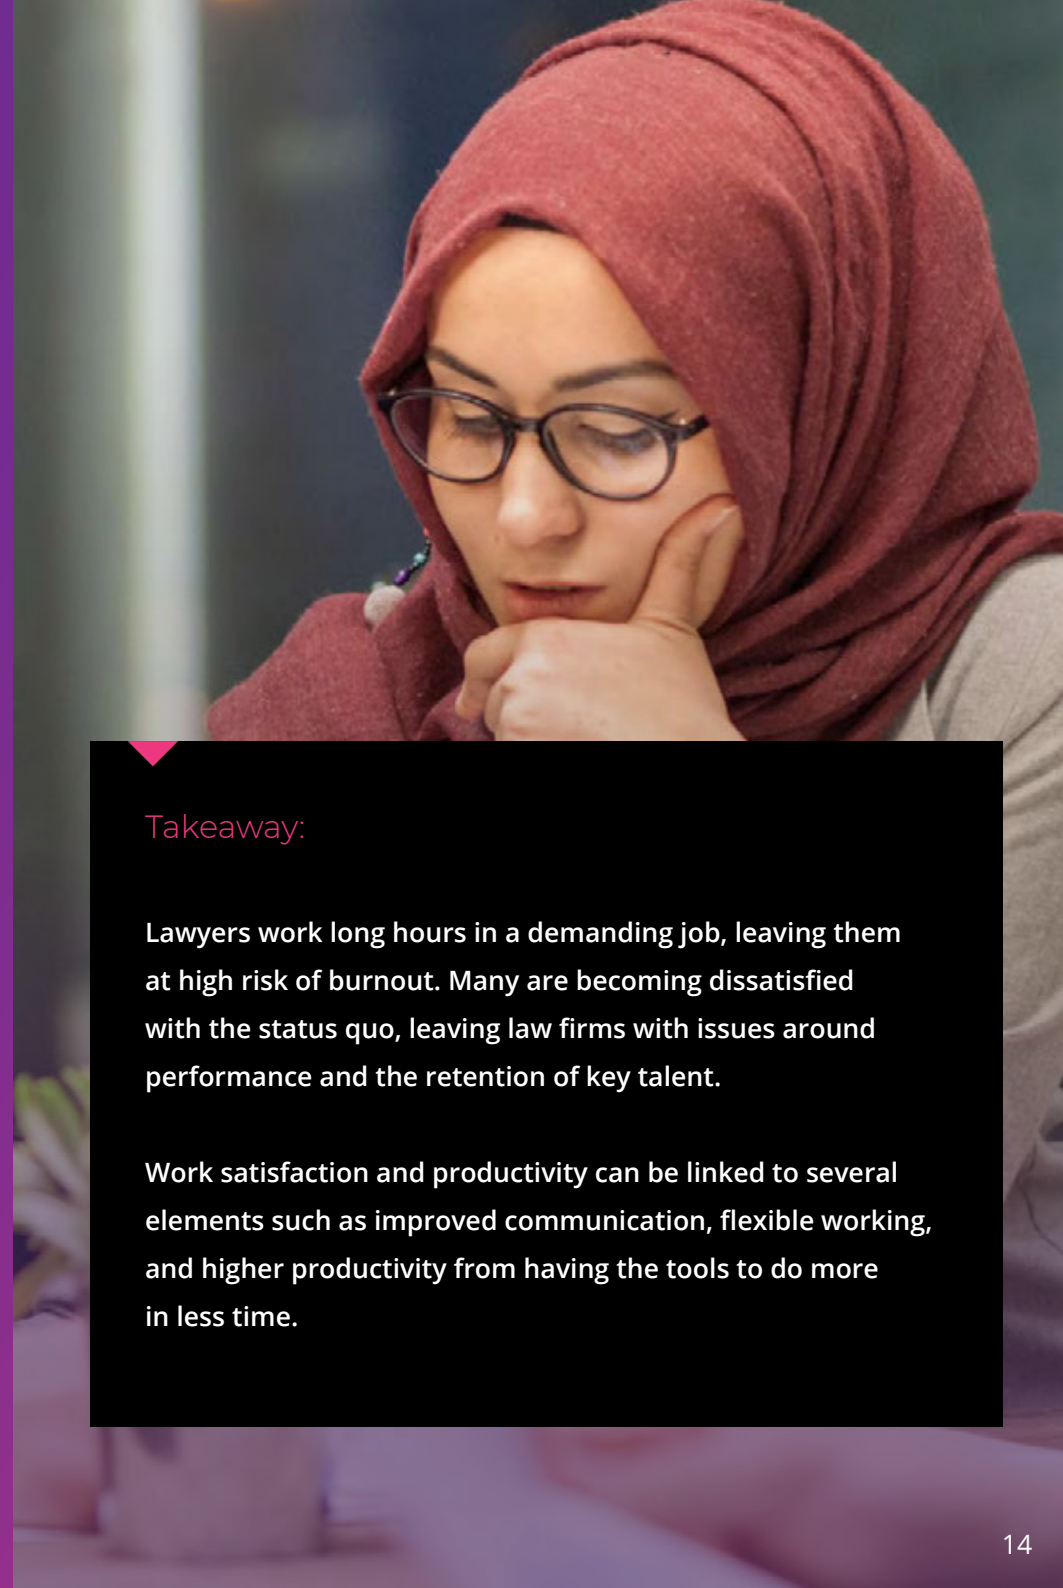 Takeaway:
Lawyers work long hours in a demanding job, leaving them
at high risk of burnout. Many are becoming dissatisfied
with the status quo, leaving law firms with issues around
performance and the retention of key talent.
Work satisfaction and productivity can be linked to several
elements such as improved communication, flexible working,
and higher productivity from having the tools to do more
in less time.
14